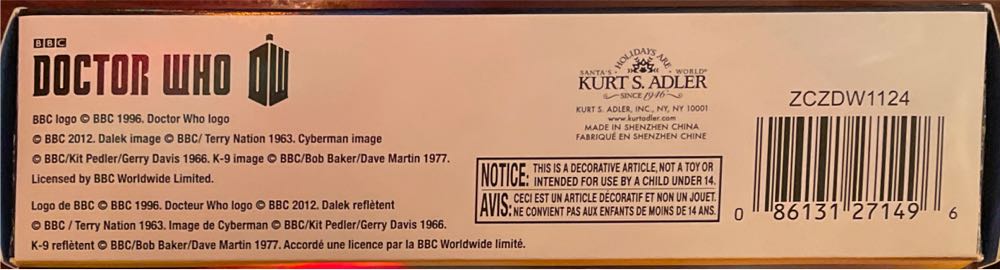 BBC
DOCTOR WHO DW
BBC logo © BBC 1996. Doctor Who logo
© BBC 2012. Dalek image © BBC/ Terry Nation 1963. Cyberman image
© BBC/Kit Pedler/Gerry Davis 1966. K-9 image © BBC/Bob Baker/Dave Martin 1977.
Licensed by BBC Worldwide Limited.
Logo de BBC © BBC 1996. Docteur Who logo © BBC 2012. Dalek reflètent
© BBC / Terry Nation 1963. Image de Cyberman © BBC/Kit Pedler/Gerry Davis 1966.
K-9 reflètent © BBC/Bob Baker/Dave Martin 1977. Accordé une licence par la BBC Worldwide limité.
HOLIDAYS ARE
SANTA'S WORLD®
KURT S. ADLER
SINCE 1946
KURT S. ADLER, INC., NY, NY 10001
www.kurtadler.com
MADE IN SHENZHEN CHINA
FABRIQUÉ EN SHENZHEN CHINE
NOTICE: THIS IS A DECORATIVE ARTICLE, NOT A TOY OR
INTENDED FOR USE BY A CHILD UNDER 14.
AVIS: CECI EST UN ARTICLE DÉCORATIF ET NON UN JOUET.
NE CONVIENT PAS AUX ENFANTS DE MOINS DE 14 ANS.
ZCZDW1124
0 86131 27149 6